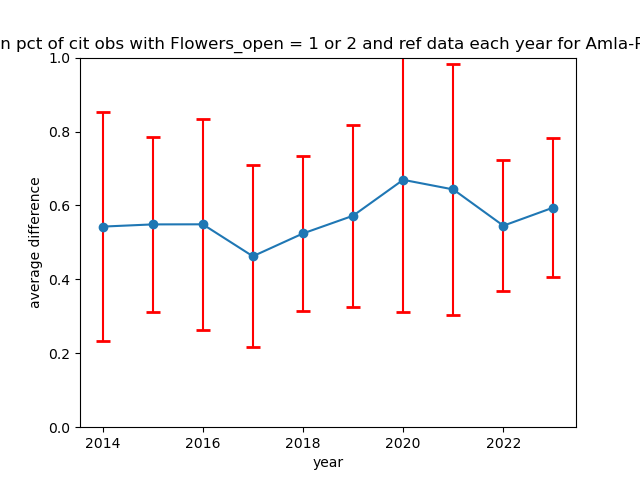 n pct of cit obs with Flowers_open = 1 or 2 and ref data each year for Amla-
1.0
0.8
0.6
0.4
0.2
0.0
average difference
2014 2016 2018 2020 2022
year